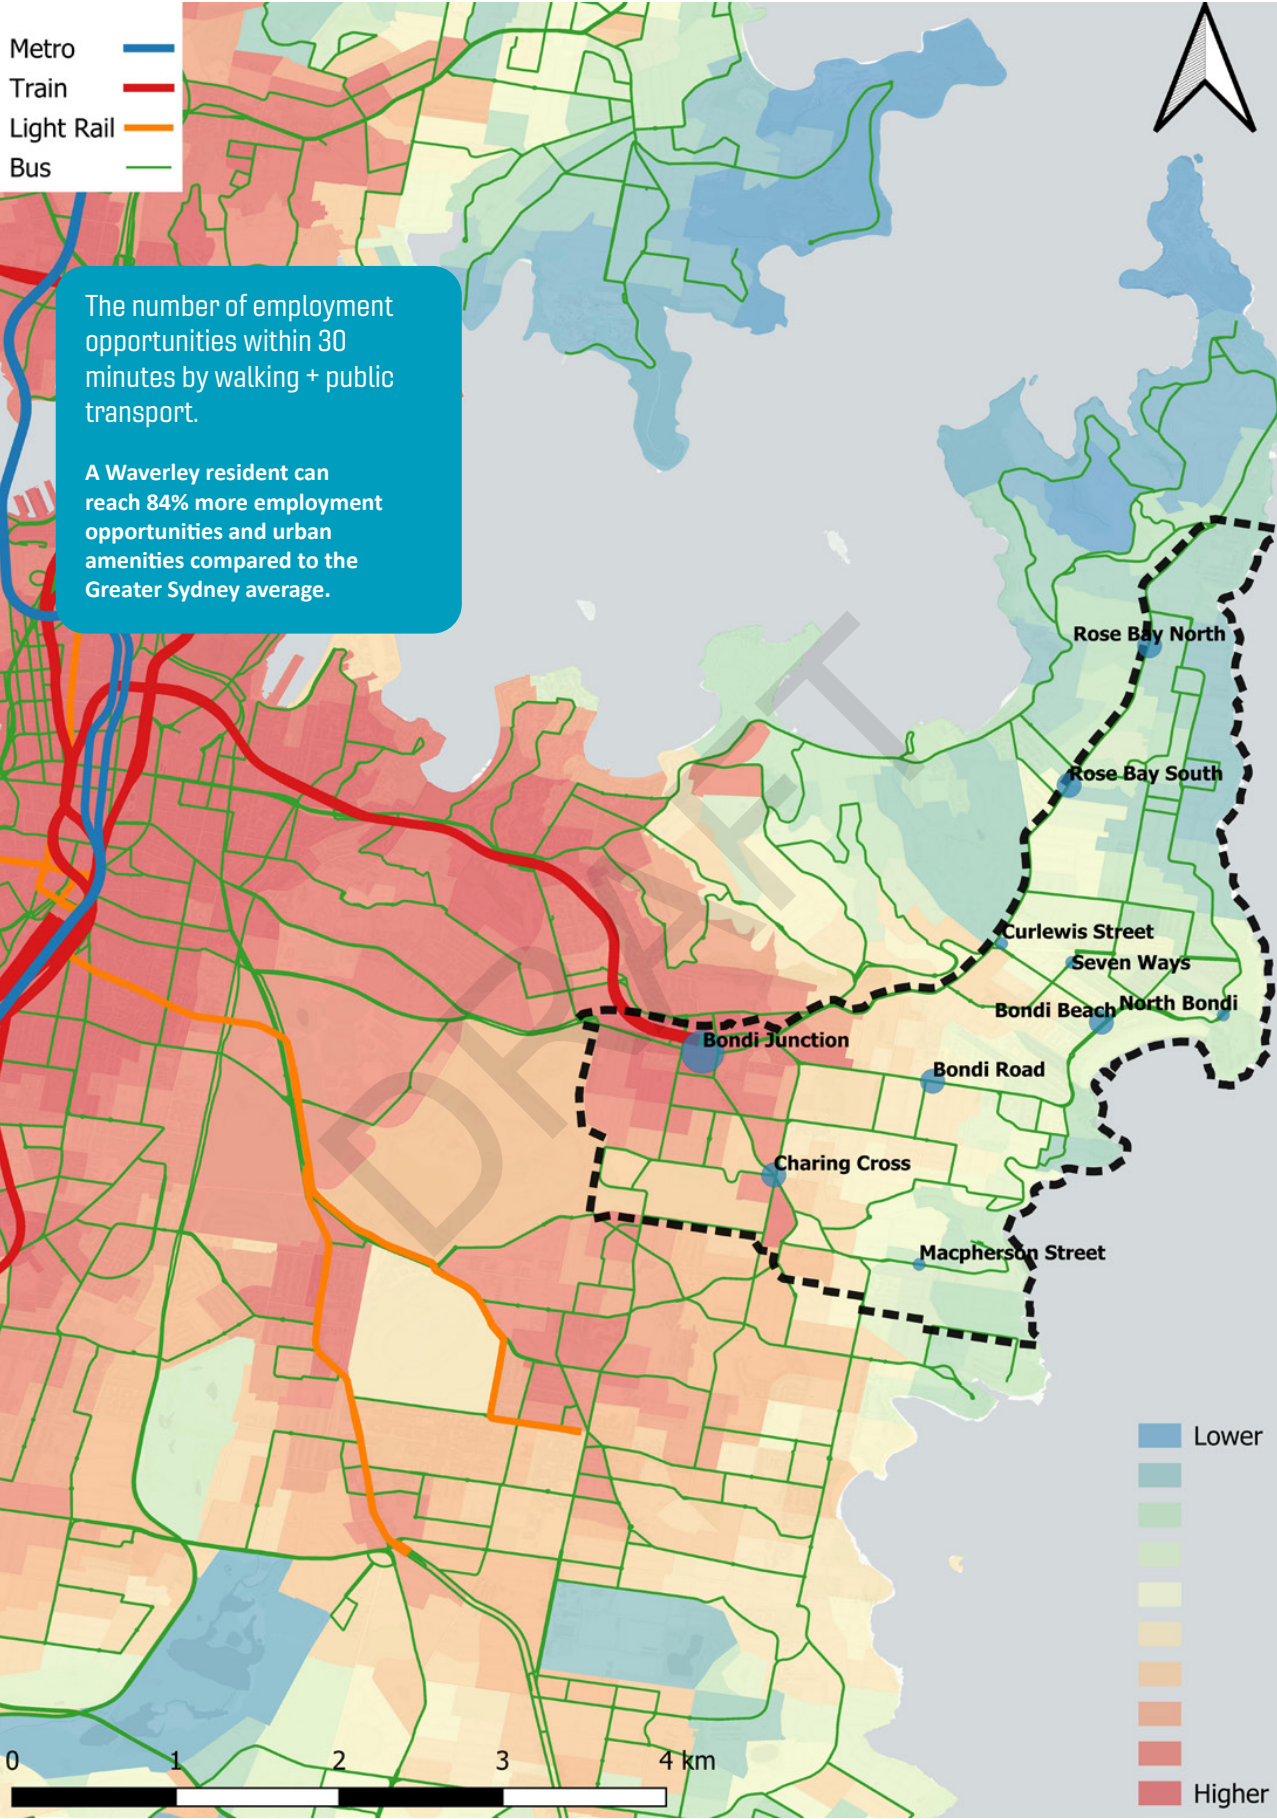 Metro
Train
Light Rail
Bus
The number of employment
opportunities within 30
minutes by walking + public
transport.
A Waverley resident can
reach 84% more employment
opportunities and urban
amenities compared to the
Greater Sydney average.
DRAFT
Rose Bay North
Rose Bay South
Curlewis Street
Seven Ways
Bondi Beach
North Bondi
Bondi Junction
Bondi Road
Charing Cross
Macpherson Street
Lower
Higher
0 1 2 3 4 km